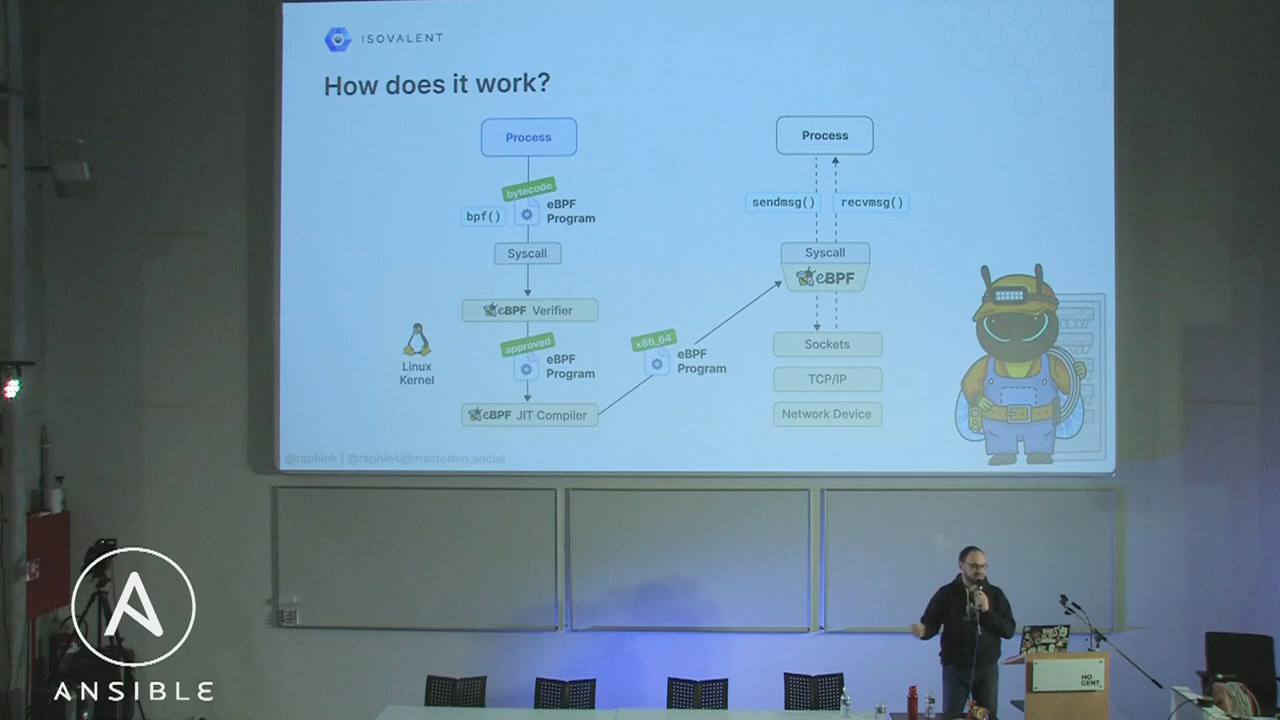 ISOVALENT
How does it work?
Process
bytecode
bpf()
eBPF
Program
Syscall
eBPF Verifier
approved
eBPF
Program
eBPF JIT Compiler
Linux
Kernel
x86_64
eBPF
Program
Process
sendmsg()
recvmsg()
Syscall
eBPF
Sockets
TCP/IP
Network Device
@raphink | @raphink@mastodon.social
HO
GENT
ANSIBLE